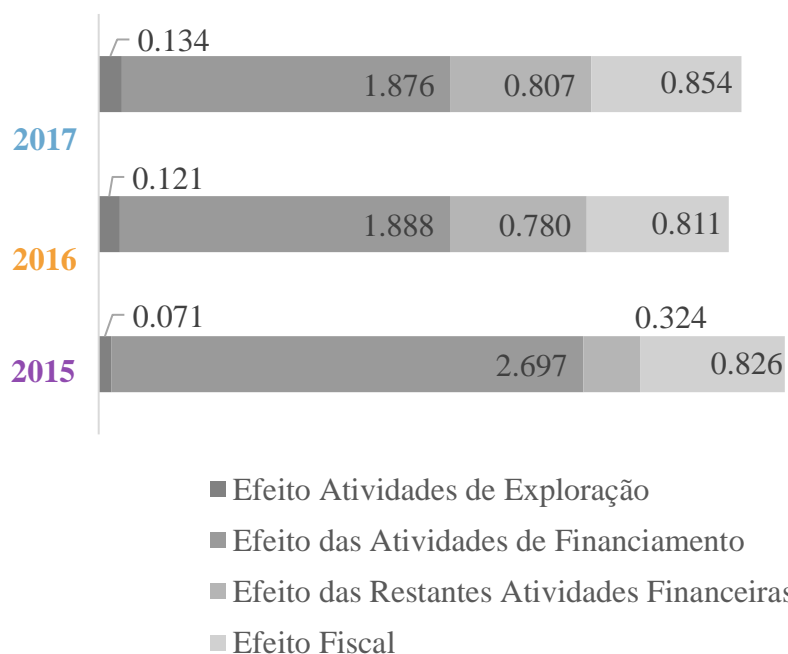 0.134
1.876 0.807 0.854
2017
0.121
1.888 0.780 0.811
2016
0.071 0.324
2.697 0.826
2015
Efeito Atividades de Exploração
Efeito das Atividades de Financiamento
Efeito das Restantes Atividades Financeiras
Efeito Fiscal